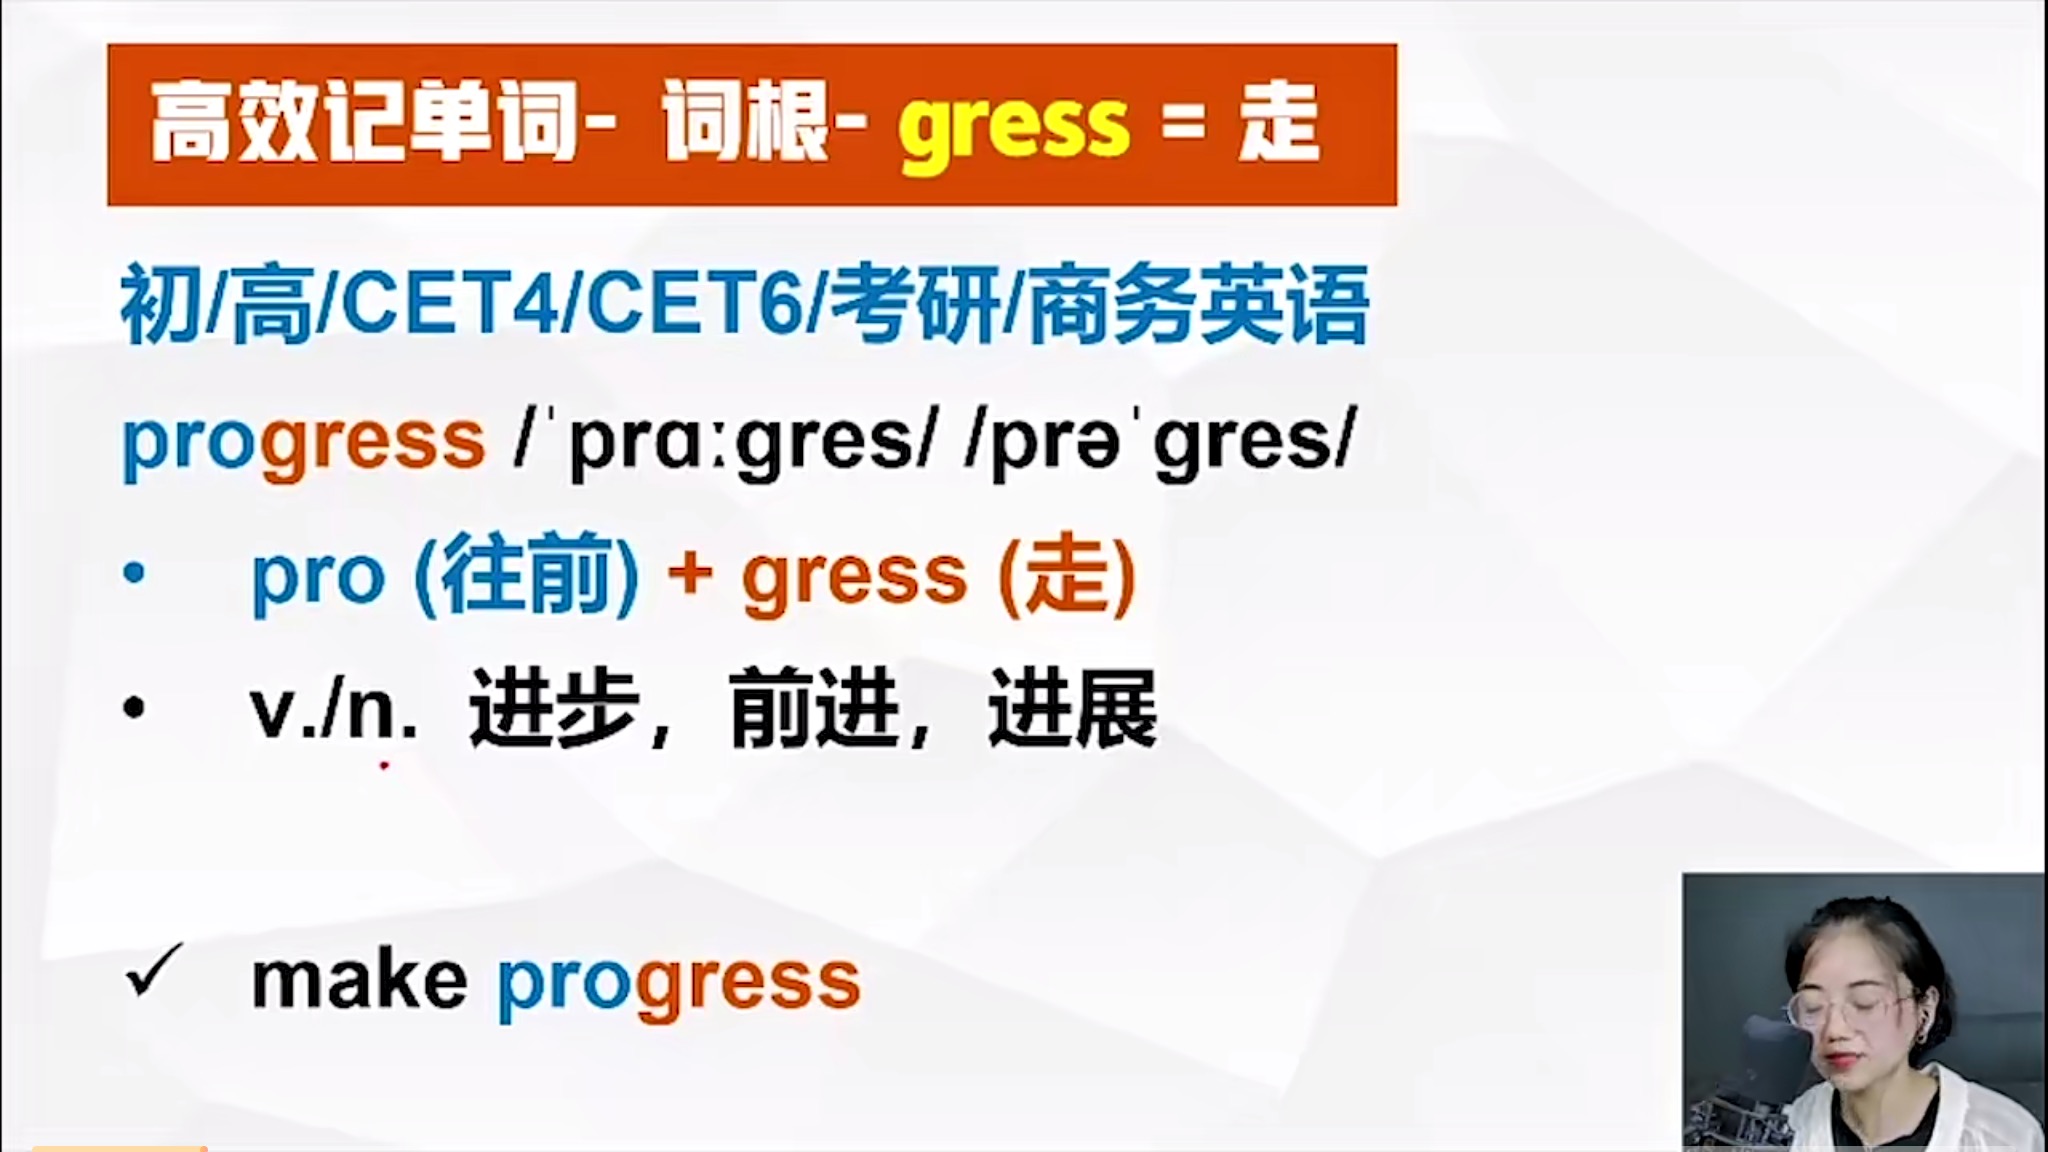 高效记单词- 词根- gress = 走
初/高/CET4/CET6/考研/商务英语
progress /ˈprɑːgres/ /prəˈgres/
• pro (往前) + gress (走)
• v./n. 进步，前进，进展
✓ make progress